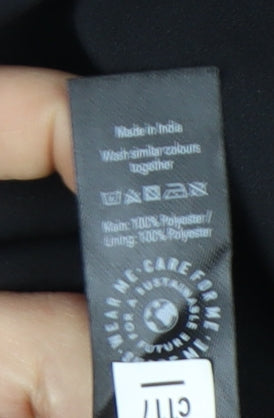 Made in India
Wash similar colours
together
Main: 100% Polyester/
Lining: 100% Polyester
WEAR ME • CARE FOR ME •
FOR A SUSTAINABLE
FUTURE